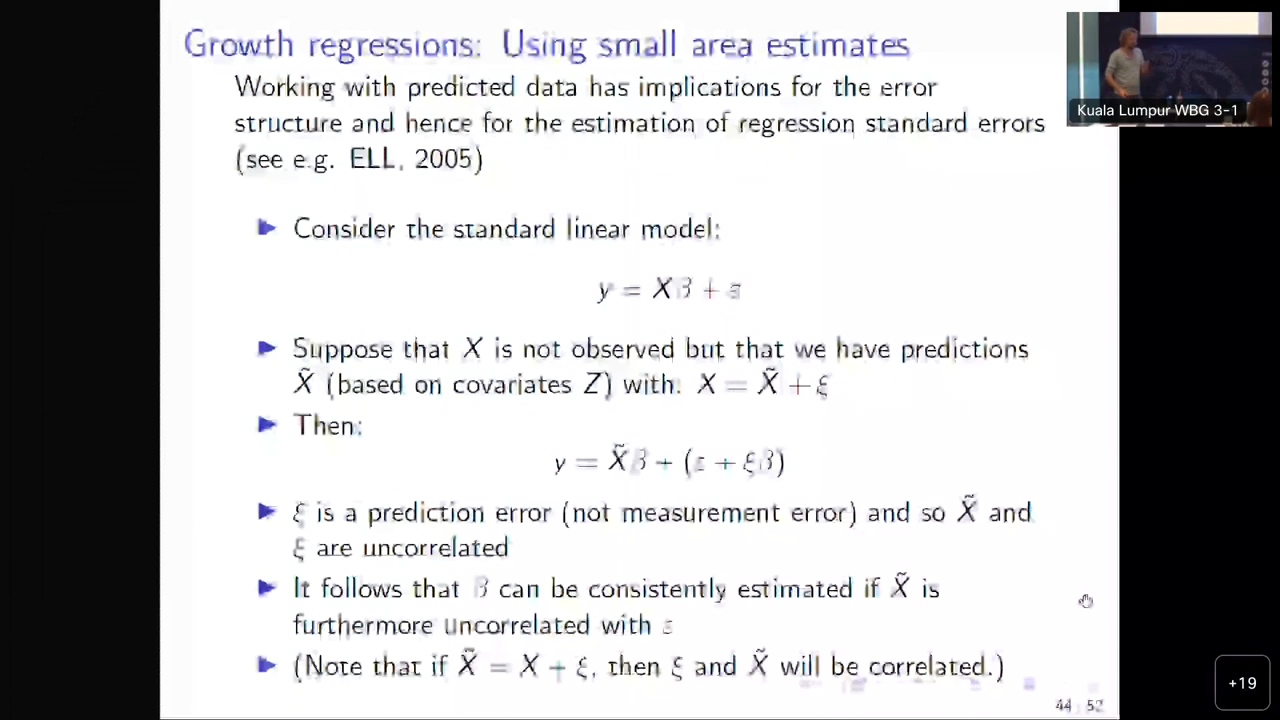 Growth regressions: Using small area estimates
Working with predicted data has implications for the error
structure and hence for the estimation of regression standard errors
(see e.g. ELL, 2005)
Consider the standard linear model:
y = Xβ + ε
Suppose that X is not observed but that we have predictions
X̃ (based on covariates Z) with: X = X̃ + ξ
Then:
y = X̃β + (ε + ξβ)
ξ is a prediction error (not measurement error) and so X̃ and
ξ are uncorrelated
It follows that β can be consistently estimated if X̃ is
furthermore uncorrelated with ε
(Note that if X̃ = X + ξ, then ξ and X̃ will be correlated.)
44 / 52
Kuala Lumpur WBG 3-1
+19